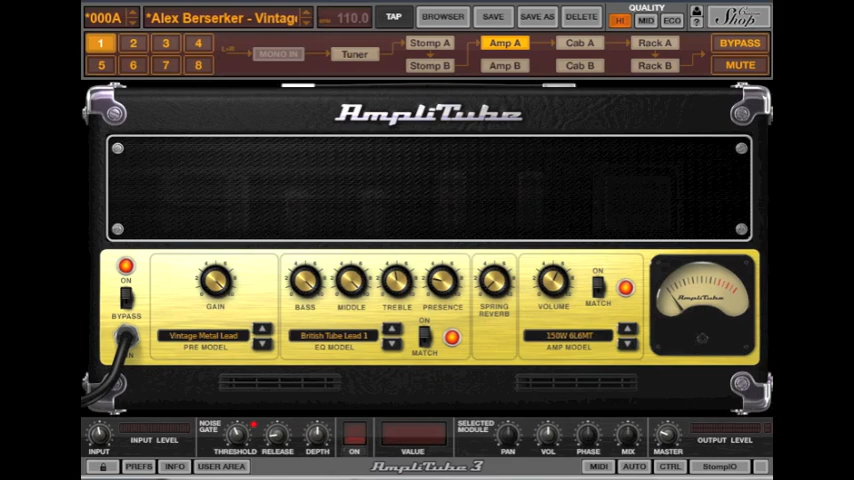 *000A *Alex Berserker - Vintag BPM 110.0 TAP BROWSER SAVE SAVE AS DELETE QUALITY HI MID ECO ? Custom Shop
1 2 3 4 L+R MONO IN Tuner Stomp A Amp A Cab A Rack A BYPASS
5 6 7 8 Stomp B Amp B Cab B Rack B MUTE
AmpliTube
ON
BYPASS
IN
GAIN
Vintage Metal Lead
PRE MODEL
BASS MIDDLE TREBLE PRESENCE
British Tube Lead 1
EQ MODEL
ON
MATCH
SPRING
REVERB
VOLUME
ON
MATCH
150W 6L6MT
AMP MODEL
AmpliTube
INPUT INPUT LEVEL
NOISE
GATE
THRESHOLD RELEASE DEPTH ON VALUE
SELECTED
MODULE
PAN VOL PHASE MIX MASTER OUTPUT LEVEL
PREFS INFO USER AREA AmpliTube 3 MIDI AUTO CTRL StompIO